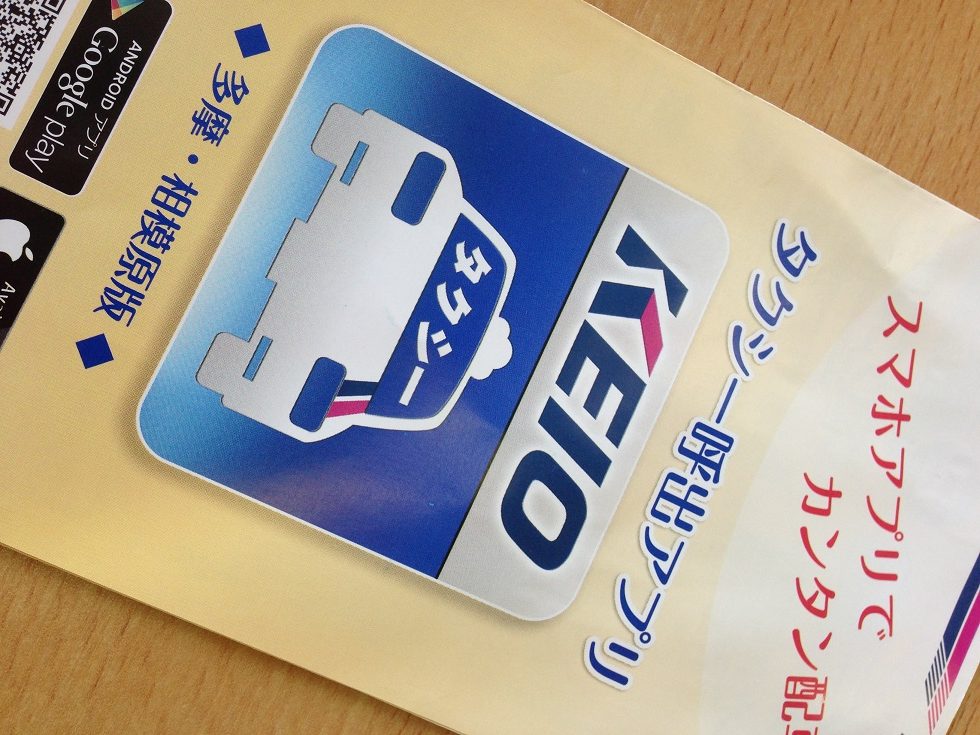 スマホアプリで
カンタン配
タクシー呼出アプリ
KEIO
タクシー
◆多摩・相模原版◆
ANDROID アプリ
Google play